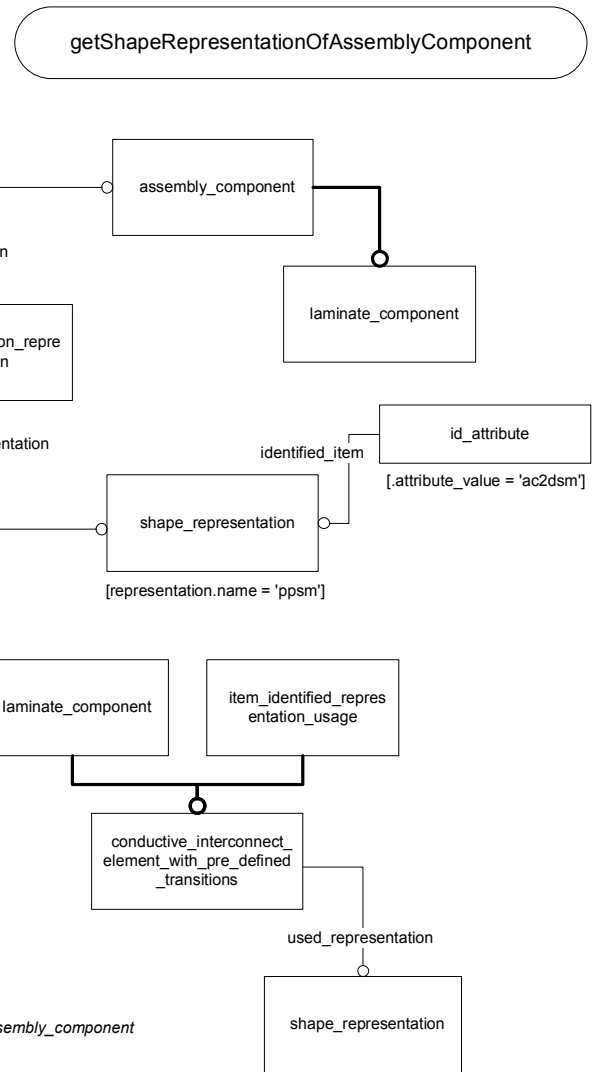 getShapeRepresentationOfAssemblyComponent
assembly_component
n
laminate_component
on_repre
n
entation
id_attribute
identified_item
[.attribute_value = 'ac2dsm']
shape_representation
[representation.name = 'ppsm']
laminate_component
item_identified_repres
entation_usage
conductive_interconnect_
element_with_pre_defined
_transitions
used_representation
shape_representation
sembly_component